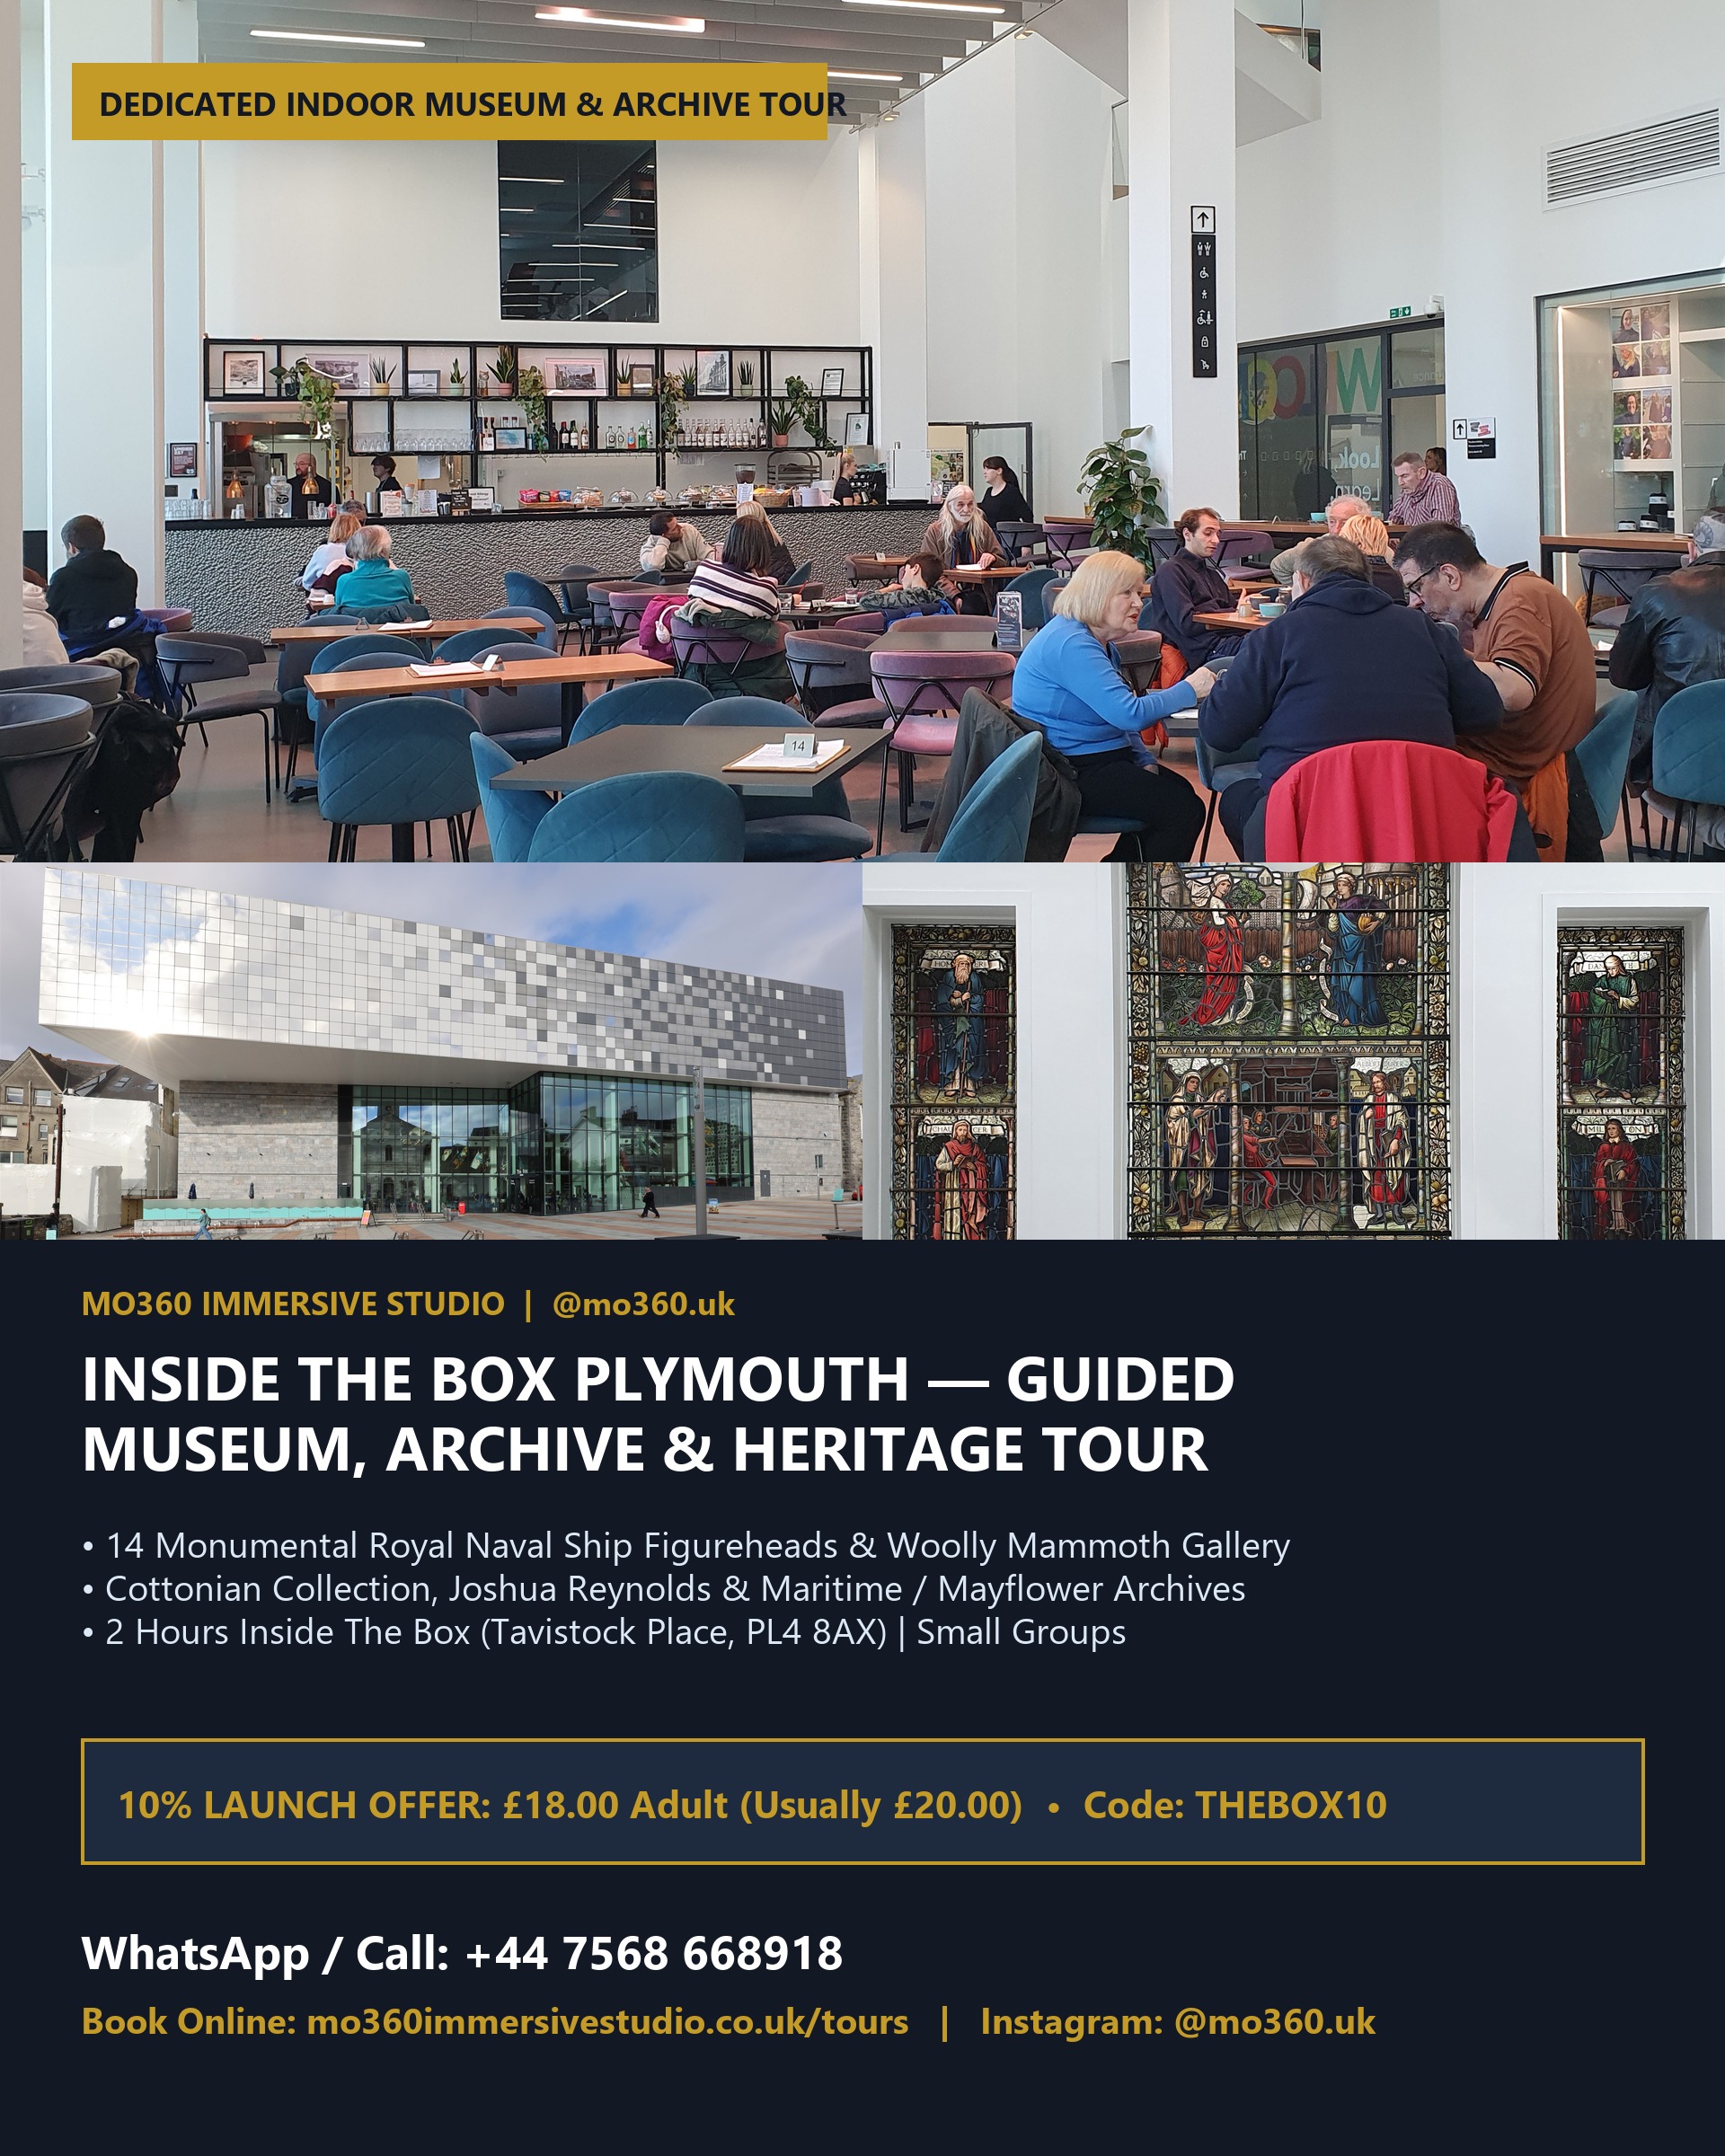 DEDICATED INDOOR MUSEUM & ARCHIVE TOUR
14
CHAUCER
MILTON
MO360 IMMERSIVE STUDIO | @mo360.uk
INSIDE THE BOX PLYMOUTH — GUIDED
MUSEUM, ARCHIVE & HERITAGE TOUR
• 14 Monumental Royal Naval Ship Figureheads & Woolly Mammoth Gallery
• Cottonian Collection, Joshua Reynolds & Maritime / Mayflower Archives
• 2 Hours Inside The Box (Tavistock Place, PL4 8AX) | Small Groups
10% LAUNCH OFFER: £18.00 Adult (Usually £20.00) • Code: THEBOX10
WhatsApp / Call: +44 7568 668918
Book Online: mo360immersivestudio.co.uk/tours | Instagram: @mo360.uk